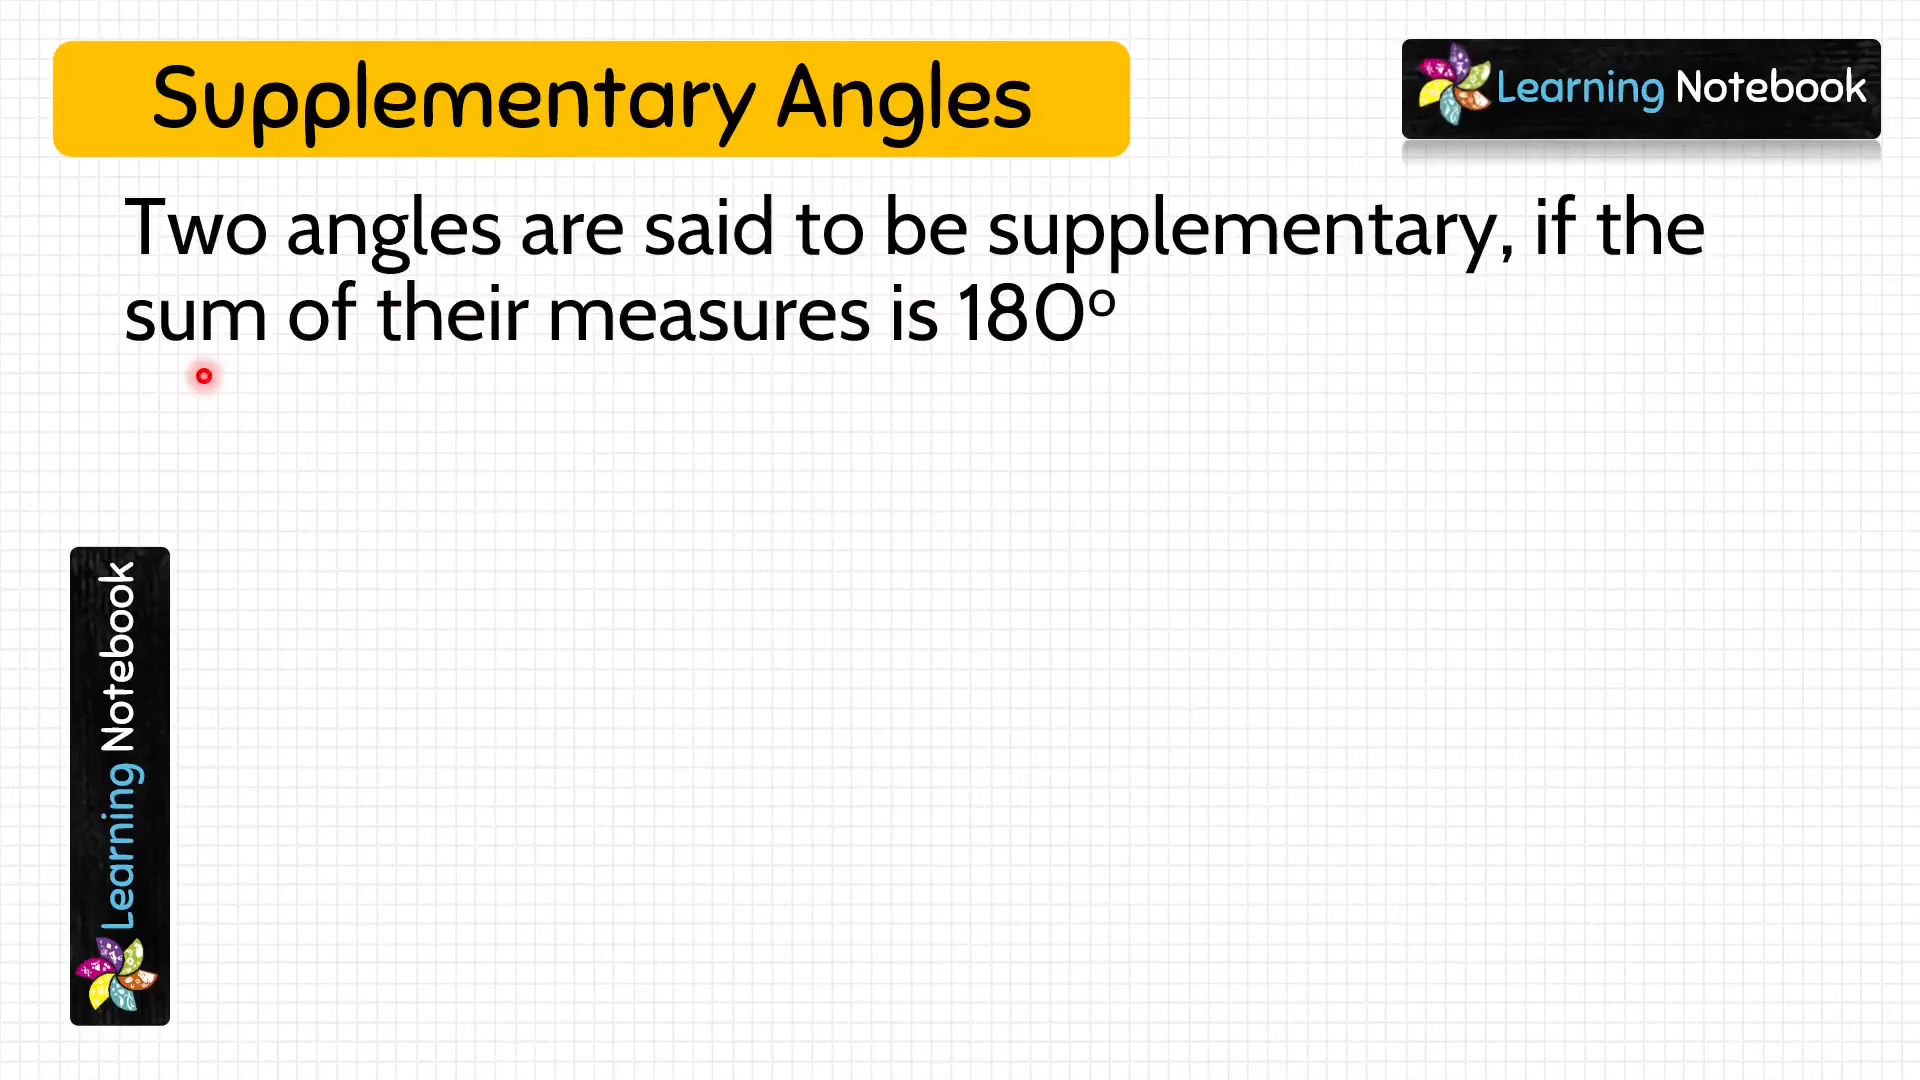 Supplementary Angles
Learning Notebook
Two angles are said to be supplementary, if the
sum of their measures is 180º
Learning Notebook